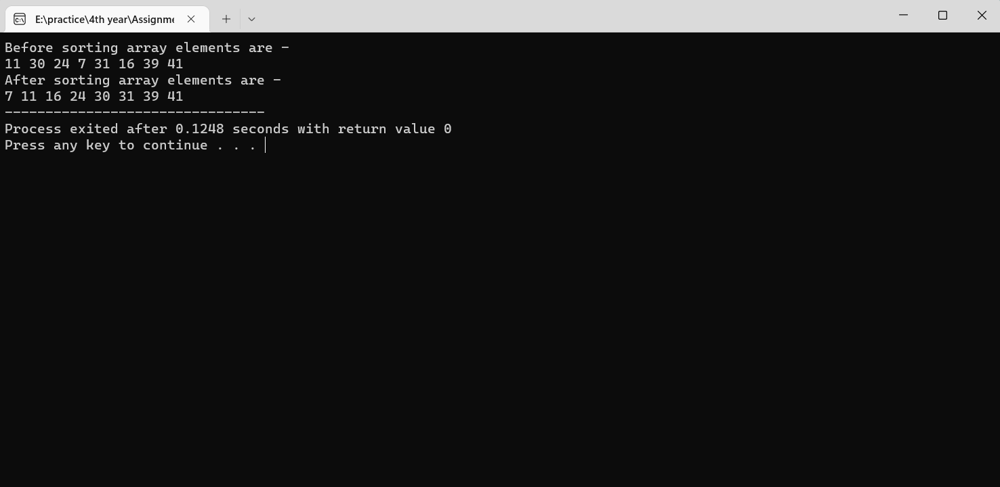 E:\practice\4th year\Assignme
Before sorting array elements are -
11 30 24 7 31 16 39 41
After sorting array elements are -
7 11 16 24 30 31 39 41
--------------------------------
Process exited after 0.1248 seconds with return value 0
Press any key to continue . . .